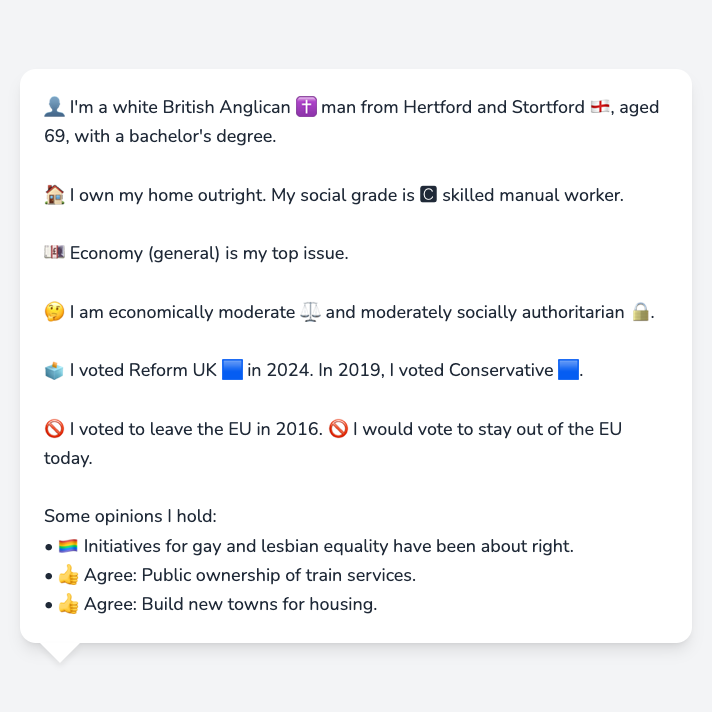 👤 I'm a white British Anglican ✝️ man from Hertford and Stortford 🏴󠁧󠁢󠁥󠁮󠁧󠁿, aged
69, with a bachelor's degree.
🏠 I own my home outright. My social grade is 🅲 skilled manual worker.
💷 Economy (general) is my top issue.
🤔 I am economically moderate ⚖️ and moderately socially authoritarian 🔒.
🗳️ I voted Reform UK 🟦 in 2024. In 2019, I voted Conservative 🟦.
🚫 I voted to leave the EU in 2016. 🚫 I would vote to stay out of the EU
today.
Some opinions I hold:
• 🏳️‍🌈 Initiatives for gay and lesbian equality have been about right.
• 👍 Agree: Public ownership of train services.
• 👍 Agree: Build new towns for housing.